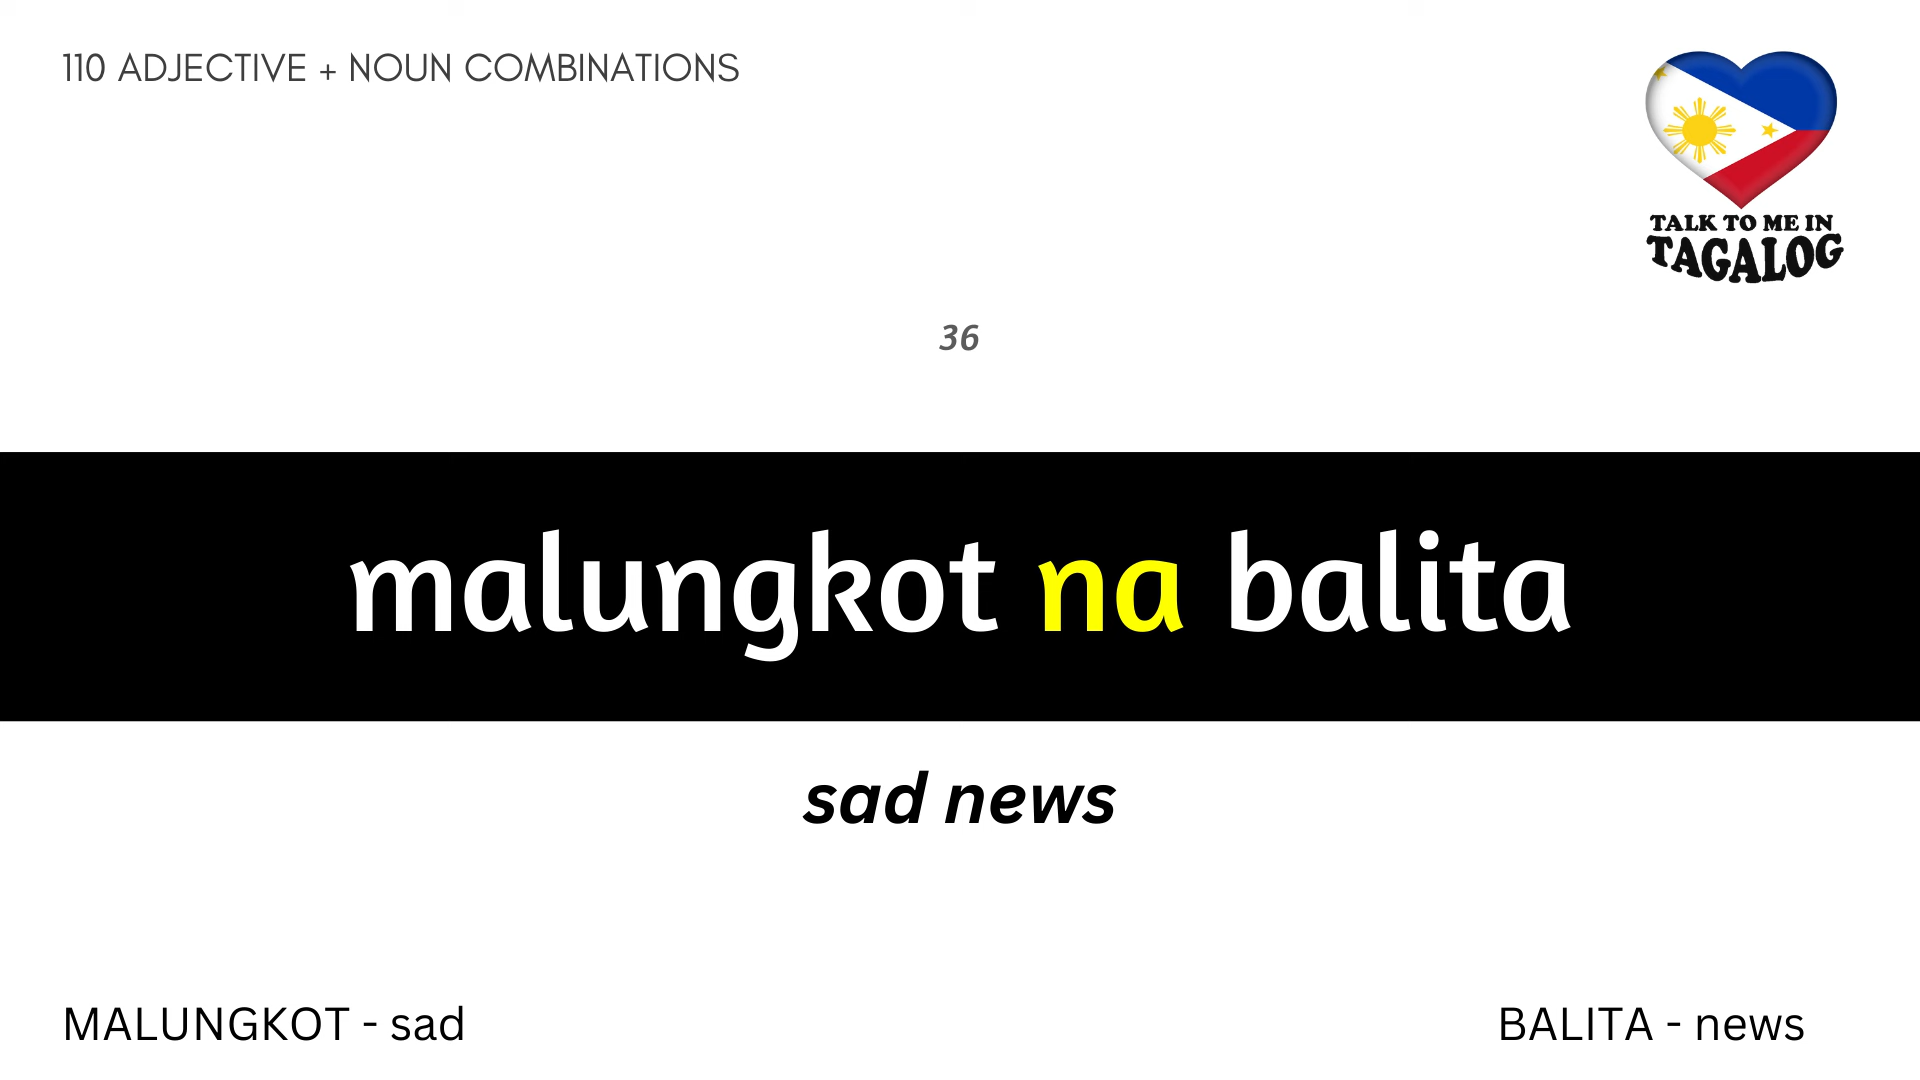 110 ADJECTIVE + NOUN COMBINATIONS
TALK TO ME IN
TAGALOG
36
malungkot na balita
sad news
MALUNGKOT - sad
BALITA - news